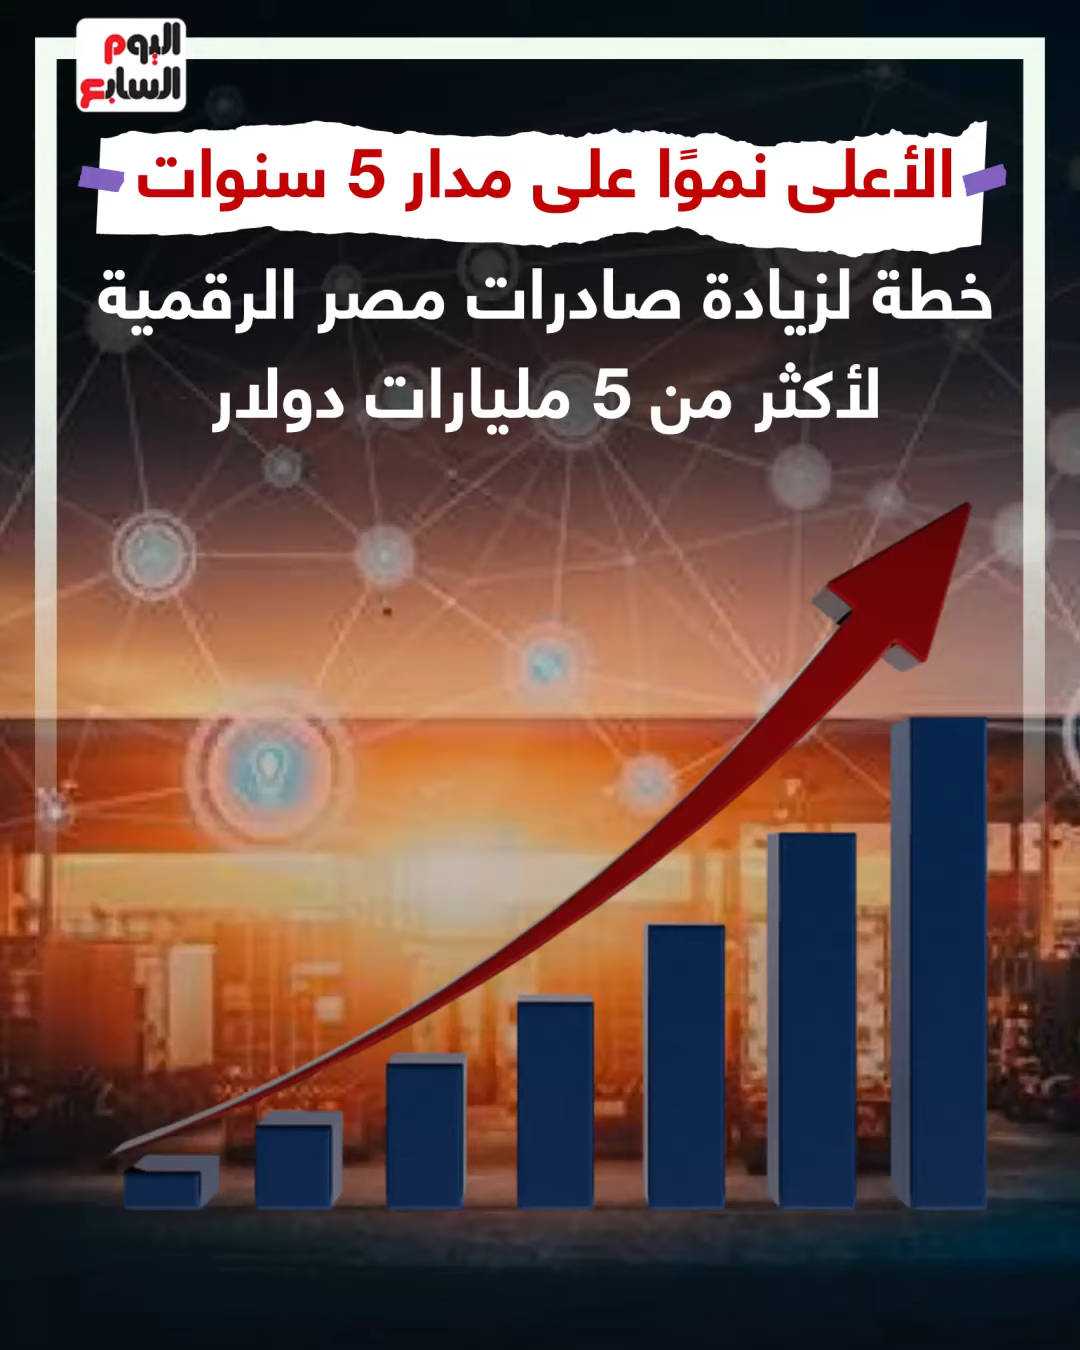 اليوم
السابع
الأعلى نموًا على مدار 5 سنوات
خطة لزيادة صادرات مصر الرقمية
لأكثر من 5 مليارات دولار